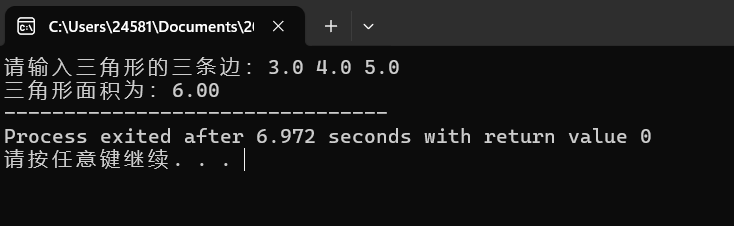 C:\Users\24581\Documents\20
请输入三角形的三条边: 3.0 4.0 5.0
三角形面积为: 6.00
--------------------------------
Process exited after 6.972 seconds with return value 0
请按任意键继续. . .